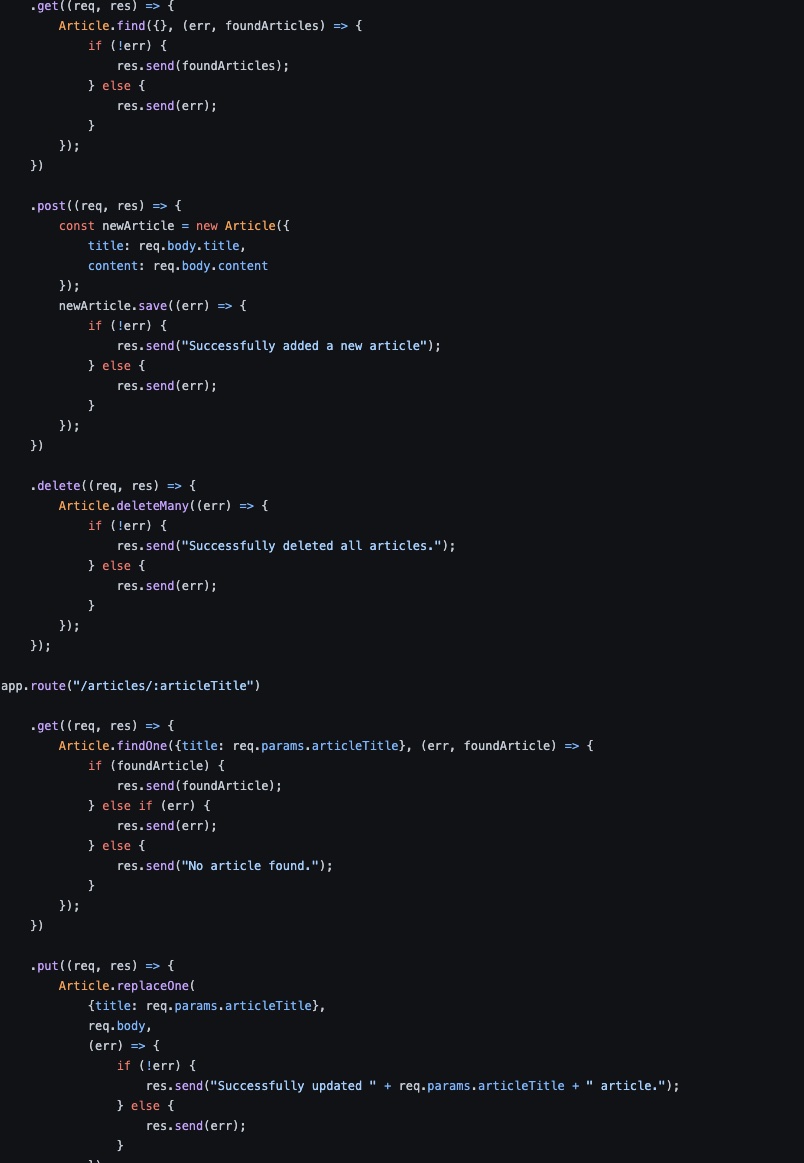 .get((req, res) => {
Article.find({}, (err, foundArticles) => {
if (!err) {
res.send(foundArticles);
} else {
res.send(err);
}
});
})
.post((req, res) => {
const newArticle = new Article({
title: req.body.title,
content: req.body.content
});
newArticle.save((err) => {
if (!err) {
res.send("Successfully added a new article");
} else {
res.send(err);
}
});
})
.delete((req, res) => {
Article.deleteMany((err) => {
if (!err) {
res.send("Successfully deleted all articles.");
} else {
res.send(err);
}
});
});
app.route("/articles/:articleTitle")
.get((req, res) => {
Article.findOne({title: req.params.articleTitle}, (err, foundArticle) => {
if (foundArticle) {
res.send(foundArticle);
} else if (err) {
res.send(err);
} else {
res.send("No article found.");
}
});
})
.put((req, res) => {
Article.replaceOne(
{title: req.params.articleTitle},
req.body,
(err) => {
if (!err) {
res.send("Successfully updated " + req.params.articleTitle + " article.");
} else {
res.send(err);
}